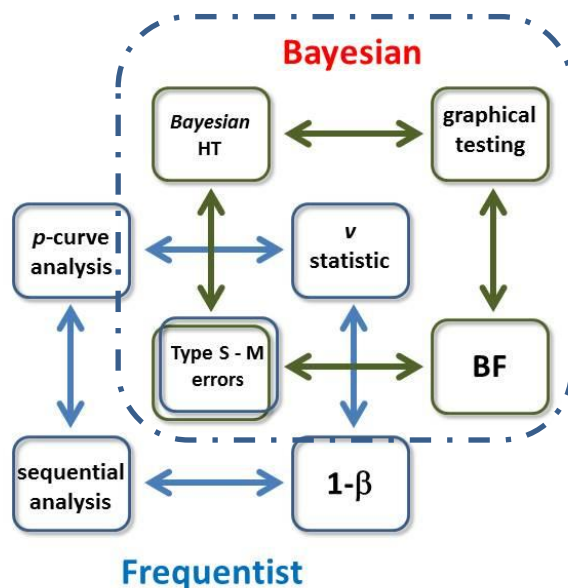 Bayesian
Bayesian
HT
graphical
testing
p-curve
analysis
v
statistic
Type S - M
errors
BF
sequential
analysis
1-β
Frequentist